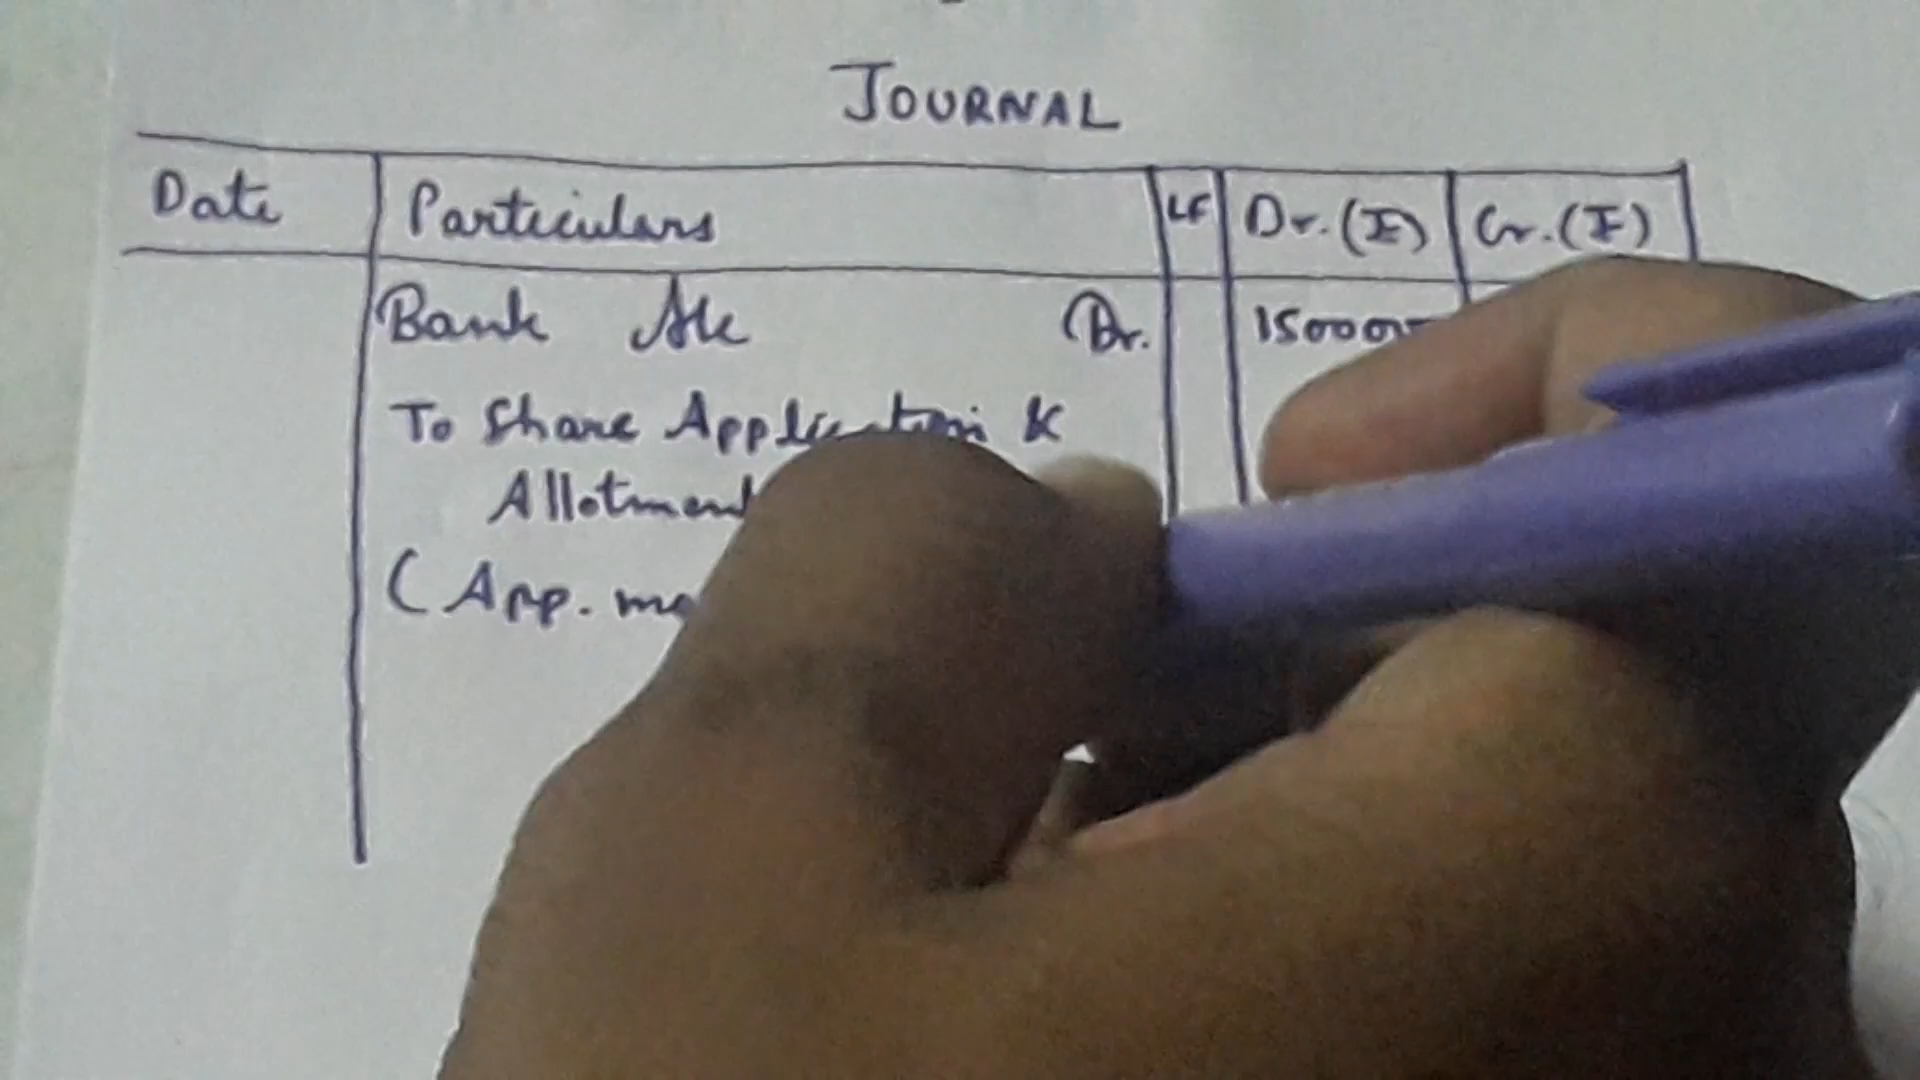 JOURNAL
Date Particulars LF Dr. (₹) Cr. (₹)
Bank A/c Dr.
To Share Application &
Allotment
(App.